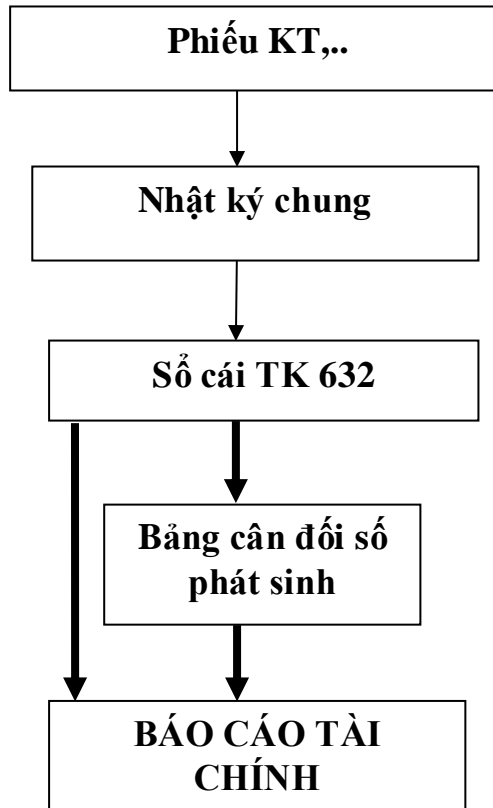 Phiếu KT,..
Nhật ký chung
Sổ cái TK 632
Bảng cân đối số
phát sinh
BÁO CÁO TÀI
CHÍNH